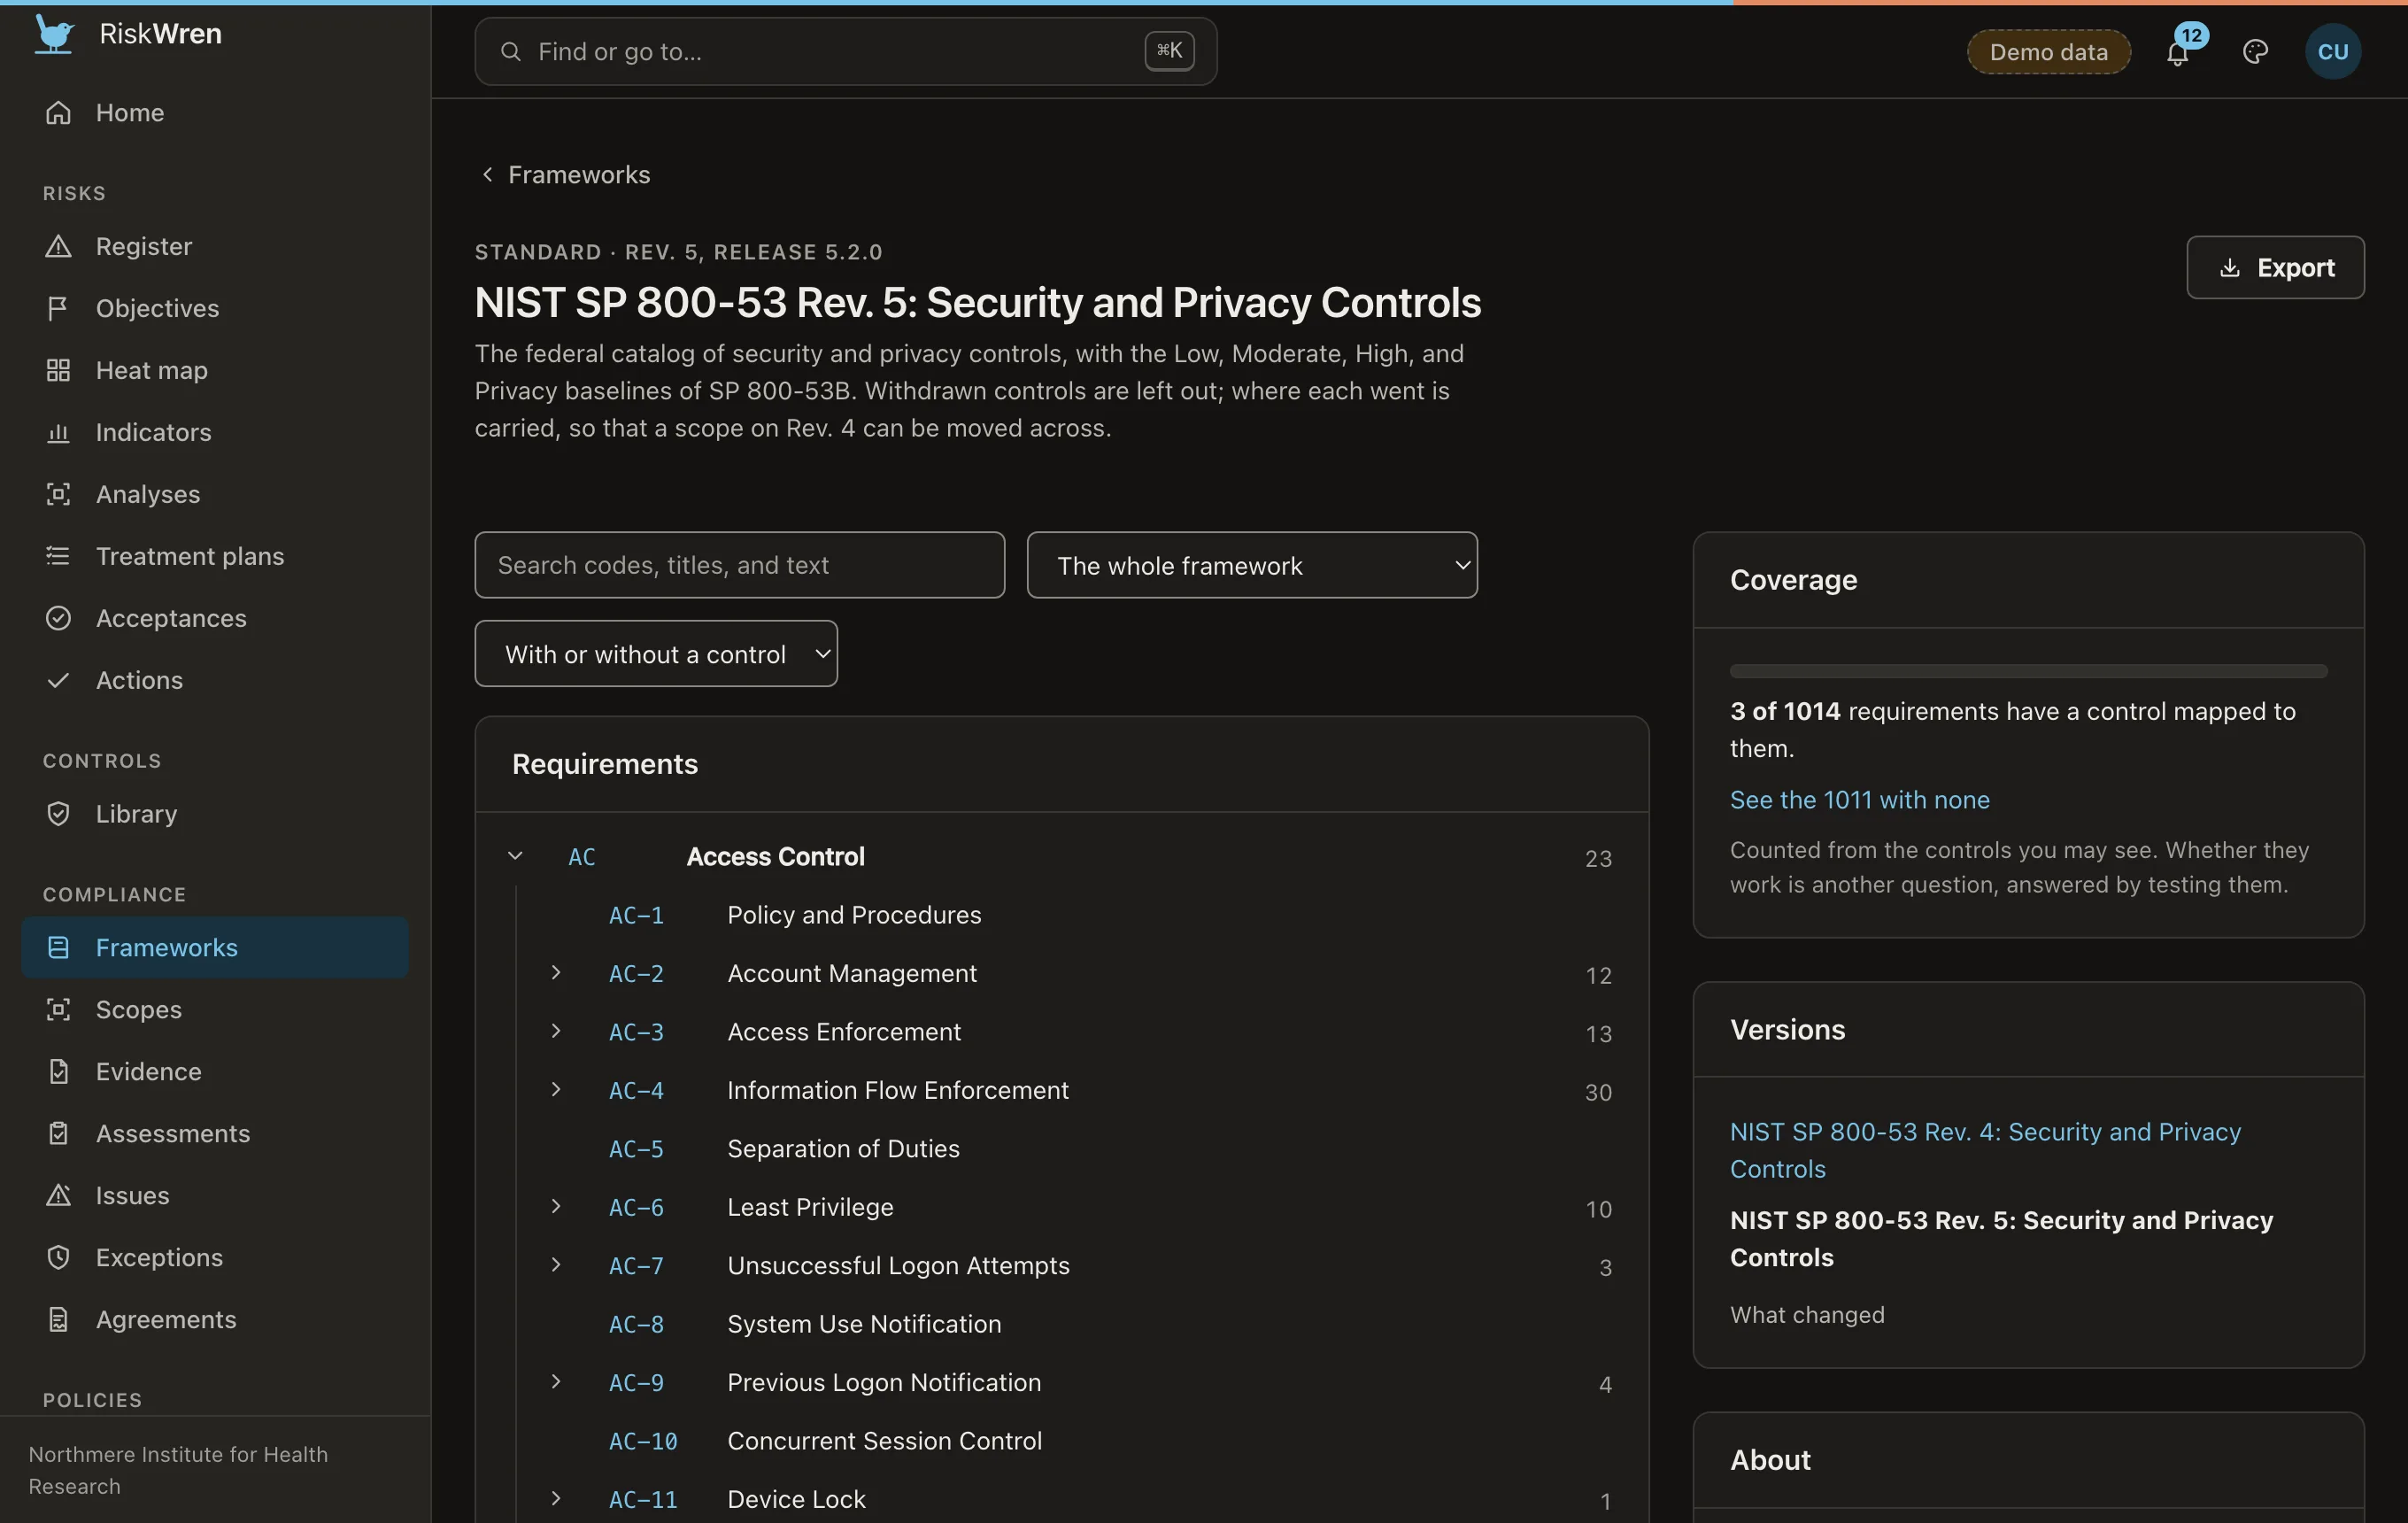 RiskWren
Find or go to...
⌘K
Demo data
12
CU
Home
RISKS
Register
Objectives
Heat map
Indicators
Analyses
Treatment plans
Acceptances
Actions
CONTROLS
Library
COMPLIANCE
Frameworks
Scopes
Evidence
Assessments
Issues
Exceptions
Agreements
POLICIES
Northmere Institute for Health
Research
Frameworks
STANDARD · REV. 5, RELEASE 5.2.0
NIST SP 800-53 Rev. 5: Security and Privacy Controls
The federal catalog of security and privacy controls, with the Low, Moderate, High, and
Privacy baselines of SP 800-53B. Withdrawn controls are left out; where each went is
carried, so that a scope on Rev. 4 can be moved across.
Export
Search codes, titles, and text
The whole framework
With or without a control
Requirements
AC Access Control 23
AC-1 Policy and Procedures
AC-2 Account Management 12
AC-3 Access Enforcement 13
AC-4 Information Flow Enforcement 30
AC-5 Separation of Duties
AC-6 Least Privilege 10
AC-7 Unsuccessful Logon Attempts 3
AC-8 System Use Notification
AC-9 Previous Logon Notification 4
AC-10 Concurrent Session Control
AC-11 Device Lock 1
Coverage
3 of 1014 requirements have a control mapped to
them.
See the 1011 with none
Counted from the controls you may see. Whether they
work is another question, answered by testing them.
Versions
NIST SP 800-53 Rev. 4: Security and Privacy
Controls
NIST SP 800-53 Rev. 5: Security and Privacy
Controls
What changed
About